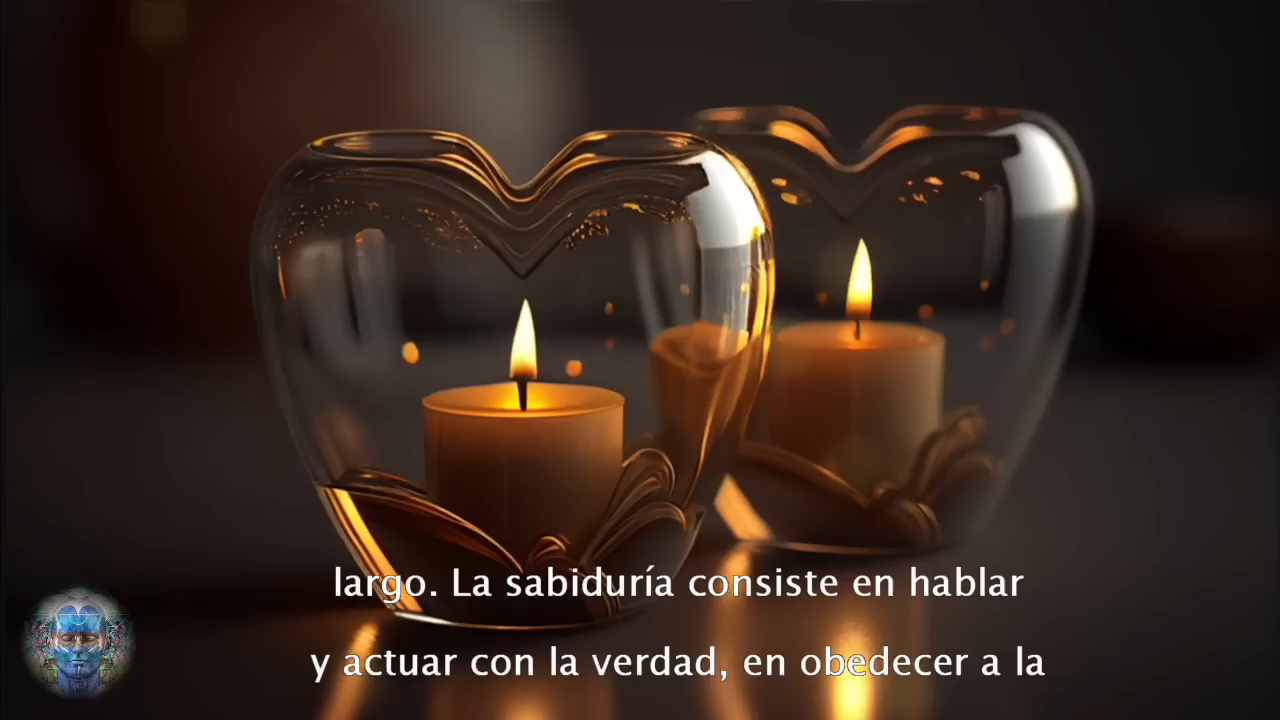 largo. La sabiduría consiste en hablar
y actuar con la verdad, en obedecer a la